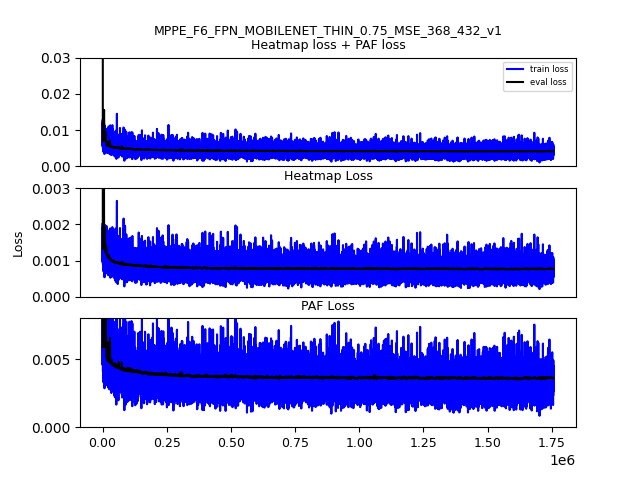 MPPE_F6_FPN_MOBILENET_THIN_0.75_MSE_368_432_v1
Heatmap loss + PAF loss
0.03
0.02
0.01
0.00
train loss
eval loss
Heatmap Loss
0.003
0.002
0.001
0.000
Loss
PAF Loss
0.005
0.000
0.00 0.25 0.50 0.75 1.00 1.25 1.50 1.75
1e6